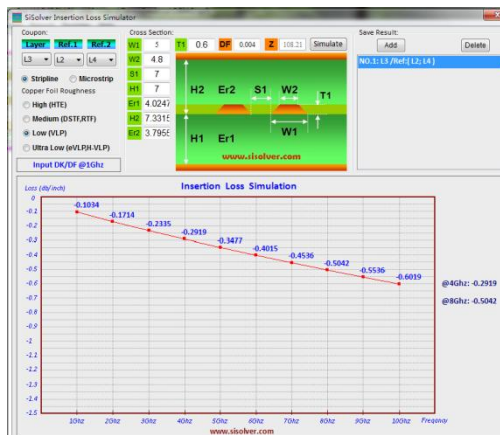 SiSolver Insertion Loss Simulator
Coupon:
Layer Ref.1 Ref.2
L3 L2 L4
Stripline Microstrip
Copper Foil Roughness
High (HTE)
Medium (DSTF,RTF)
Low (VLP)
Ultra Low (eVLP,H-VLP)
Input DK/DF @1Ghz
Cross Section:
W1 5 T1 0.6 DF 0.004 Z 108.21 Simulate
W2 4.8
S1 7
H1 7
Er1 4.0247
H2 7.3315
Er2 3.7955
H2 Er2 S1 W2 T1
H1 Er1 W1
www.sisolver.com
Save Result:
Add Delete
NO.1: L3 /Ref:[ L2; L4 ]
Loss (db/inch) Insertion Loss Simulation
0
-0.1
-0.2
-0.3
-0.4
-0.5
-0.6
-0.7
-0.8
-0.9
-1
-1.1
-1.2
-1.3
-1.4
-1.5
-0.1034
-0.1714
-0.2335
-0.2919
-0.3477
-0.4015
-0.4536
-0.5042
-0.5536
-0.6019
@4Ghz: -0.2919
@8Ghz: -0.5042
1Ghz 2Ghz 3Ghz 4Ghz 5Ghz 6Ghz 7Ghz 8Ghz 9Ghz 10Ghz
www.sisolver.com